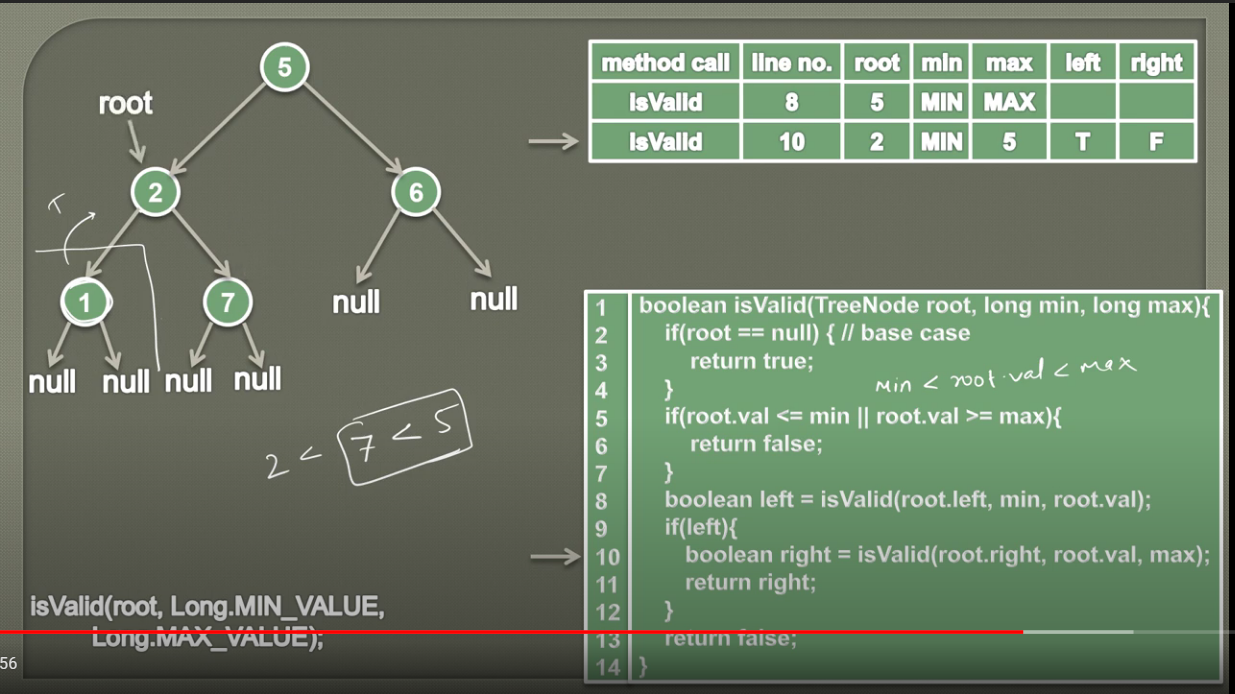 5
root
2
6
T
1
7
null
null
null
null
null
null
2 < 7 < 5
isValid(root, Long.MIN_VALUE,
Long.MAX_VALUE);
56
method call line no. root min max left right
isValid 8 5 MIN MAX
isValid 10 2 MIN 5 T F
1 boolean isValid(TreeNode root, long min, long max){
2 if(root == null) { // base case
3 return true;
4 }
min < root.val < max
5 if(root.val <= min || root.val >= max){
6 return false;
7 }
8 boolean left = isValid(root.left, min, root.val);
9 if(left){
10 boolean right = isValid(root.right, root.val, max);
11 return right;
12 }
13 return false;
14 }